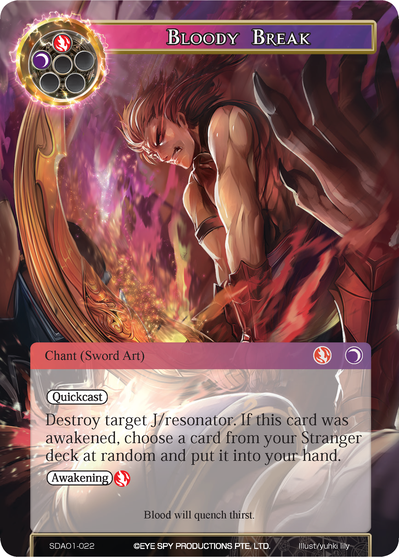 Bloody Break
Chant (Sword Art)
Quickcast
Destroy target J/resonator. If this card was
awakened, choose a card from your Stranger
deck at random and put it into your hand.
Awakening
Blood will quench thirst.
SDAO1-022 ©EYE SPY PRODUCTIONS PTE. LTD. Illust/yuhki lily